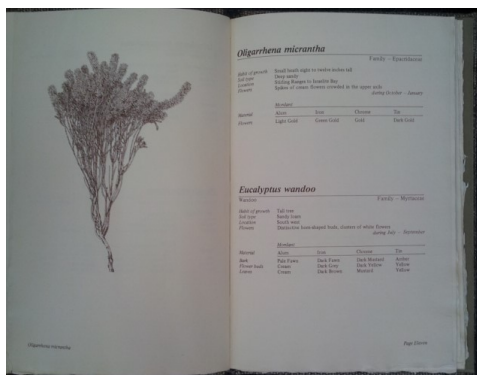 Oligarrhena micrantha
Oligarrhena micrantha
Family – Epacridaceae
Habit of growth Small bush eight to twelve inches tall
Soil type Deep sandy
Location Stirling Ranges to Israelite Bay
Flowers Spikes of cream flowers crowded in the upper axils
during October – January
Mordant
Material Alum Iron Chrome Tin
Flowers Light Gold Green Gold Gold Dark Gold
Eucalyptus wandoo
Wandoo Family – Myrtaceae
Habit of growth Tall tree
Soil type Sandy loam
Location South west
Flowers Distinctive horn-shaped buds, clusters of white flowers
during July –
Mordant
Material Alum Iron Chrome Tin
Bark Pale Fawn Dark Fawn Dark Mustard Amber
Flower buds Cream Dark Grey Dark Yellow Yellow
Leaves Cream Dark Brown Mustard Yellow
Page Eleven